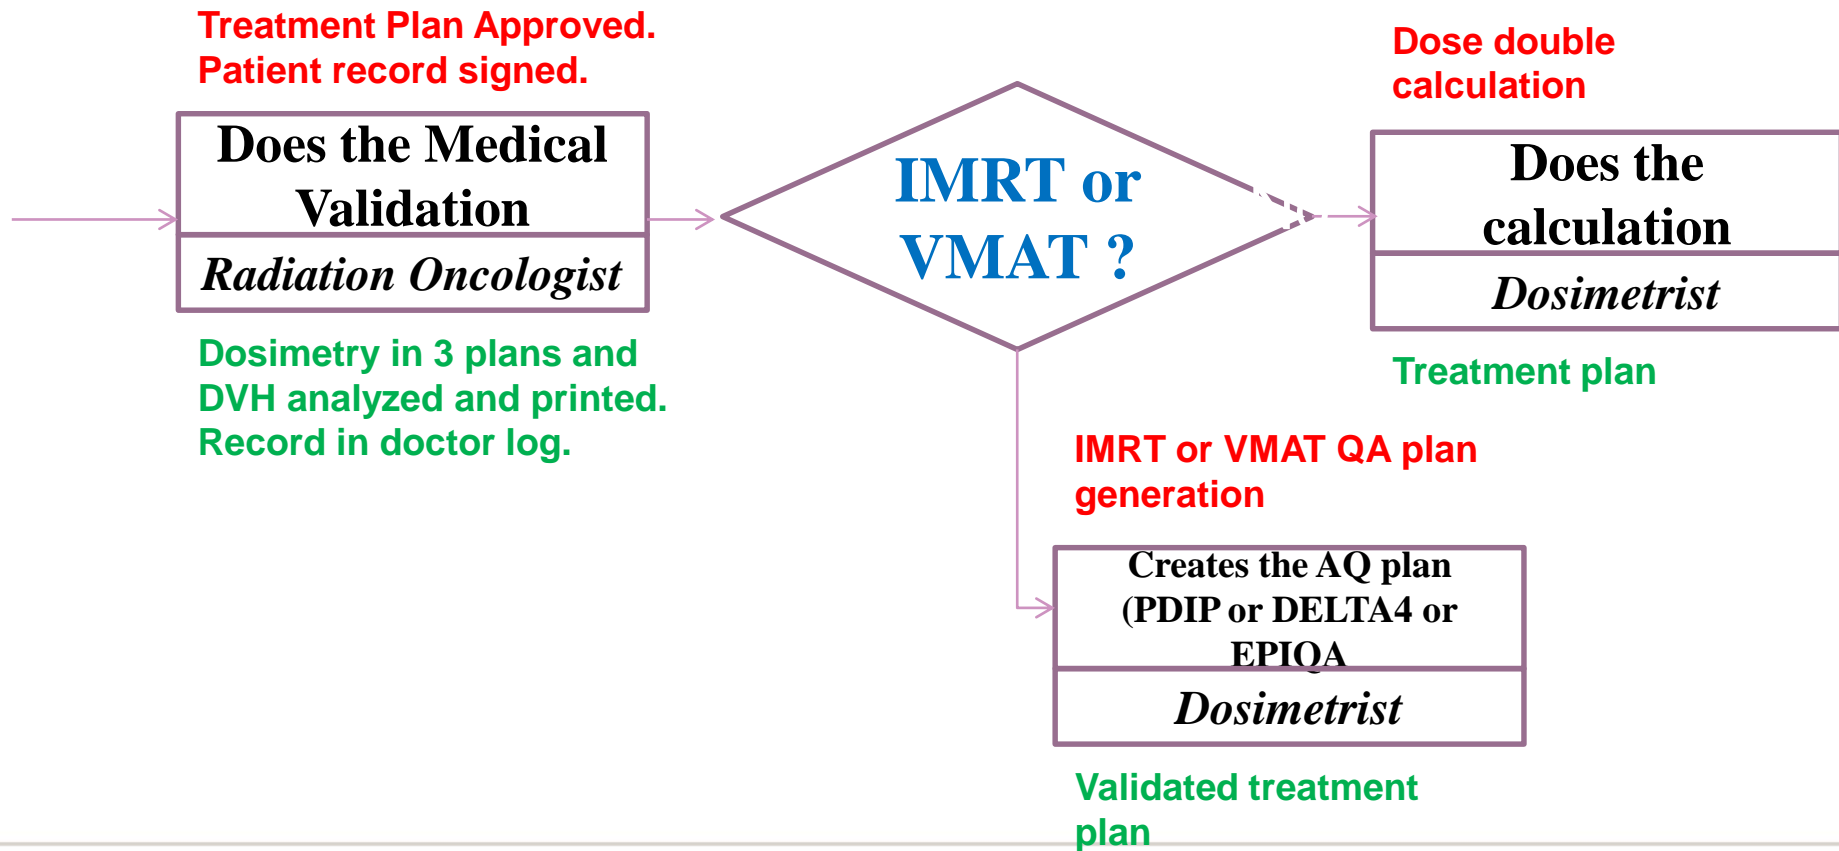 Treatment Plan Approved.
Patient record signed.
Does the Medical
Validation
Radiation Oncologist
Dosimetry in 3 plans and
DVH analyzed and printed.
Record in doctor log.
IMRT or
VMAT ?
Dose double
calculation
Does the
calculation
Dosimetrist
Treatment plan
IMRT or VMAT QA plan
generation
Creates the AQ plan
(PDIP or DELTA4 or
EPIQA
Dosimetrist
Validated treatment
plan